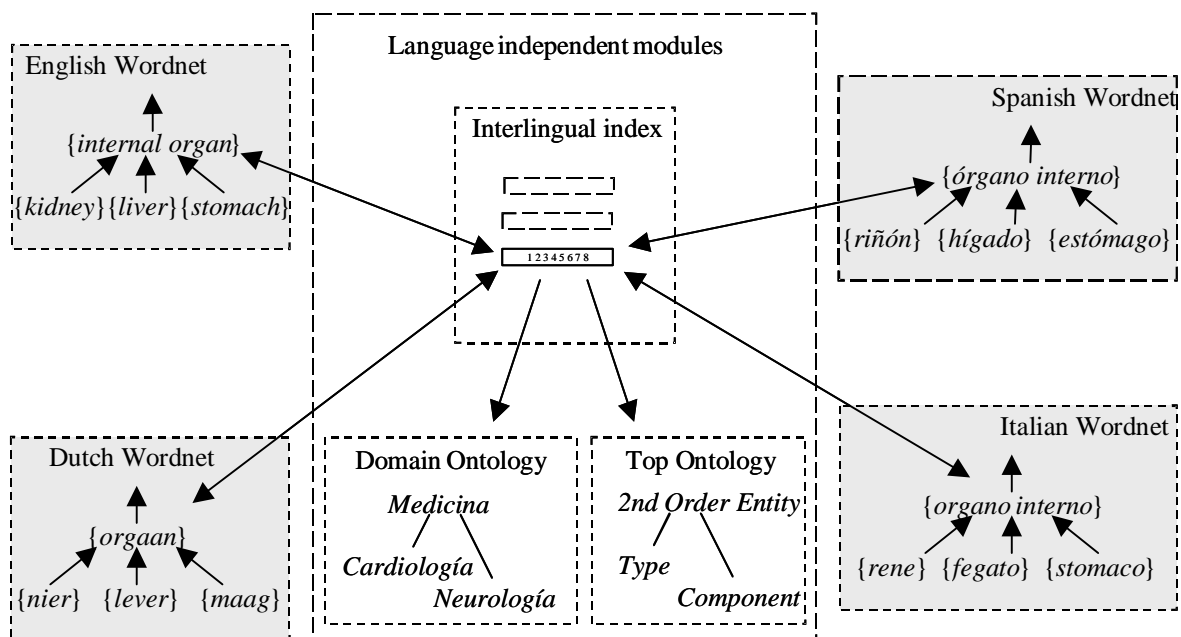 Language independent modules
English Wordnet
{internal organ}
{kidney} {liver} {stomach}
Interlingual index
12345678
Spanish Wordnet
{órgano interno}
{riñón} {hígado} {estómago}
Dutch Wordnet
{orgaan}
{nier} {lever} {maag}
Domain Ontology
Medicina
Cardiología
Neurología
Top Ontology
2nd Order Entity
Type
Component
Italian Wordnet
{organo interno}
{rene} {fegato} {stomaco}